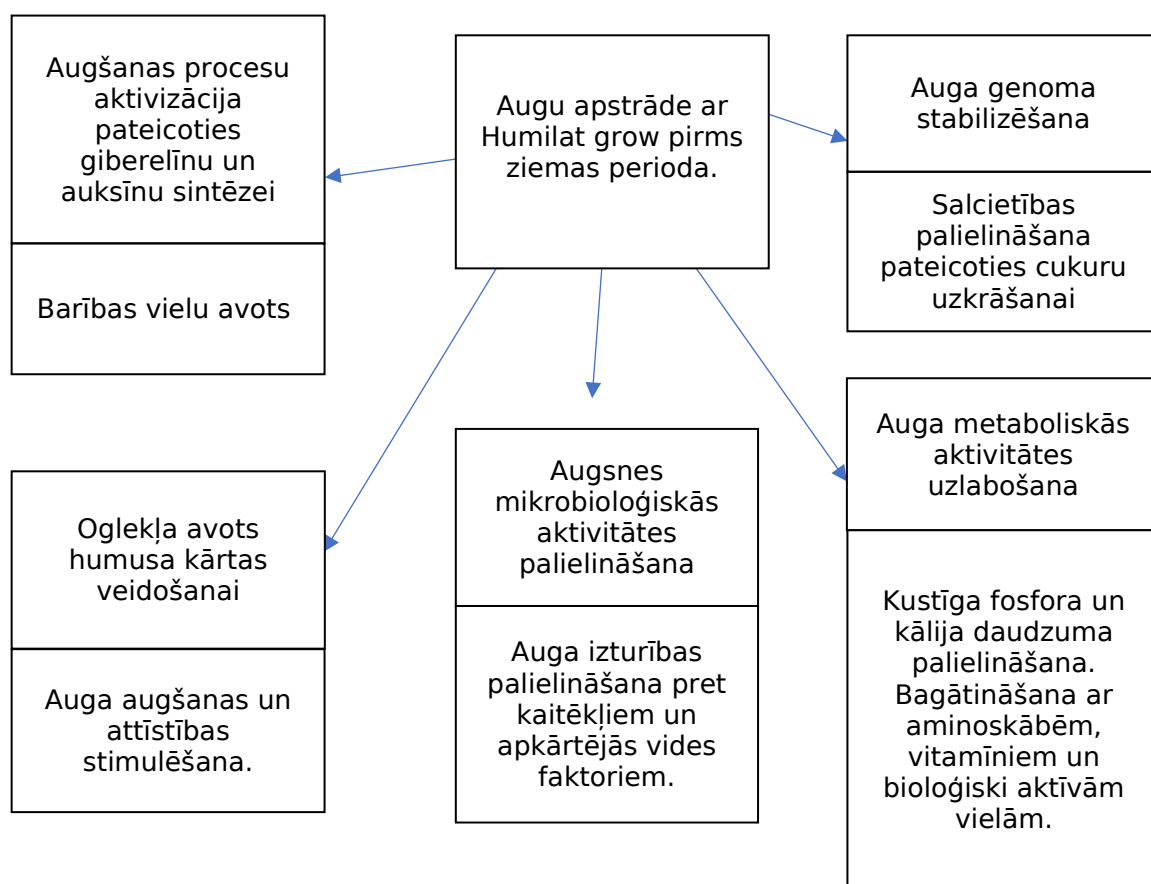 Augšanas procesu
aktivizācija
pateicoties
giberelīnu un
auksīnu sintēzei
Barības vielu avots
Augu apstrāde ar
Humilat grow pirms
ziemas perioda.
Auga genoma
stabilizēšana
Salcietības
palielināšana
pateicoties cukuru
uzkrāšanai
Oglekļa avots
humusa kārtas
veidošanai
Auga augšanas un
attīstības
stimulēšana.
Augsnes
mikrobioloģiskās
aktivitātes
palielināšana
Auga izturības
palielināšana pret
kaitēkļiem un
apkārtējās vides
faktoriem.
Auga metaboliskās
aktivitātes
uzlabošana
Kustīga fosfora un
kālija daudzuma
palielināšana.
Bagātināšana ar
aminoskābēm,
vitamīniem un
bioloģiski aktīvām
vielām.